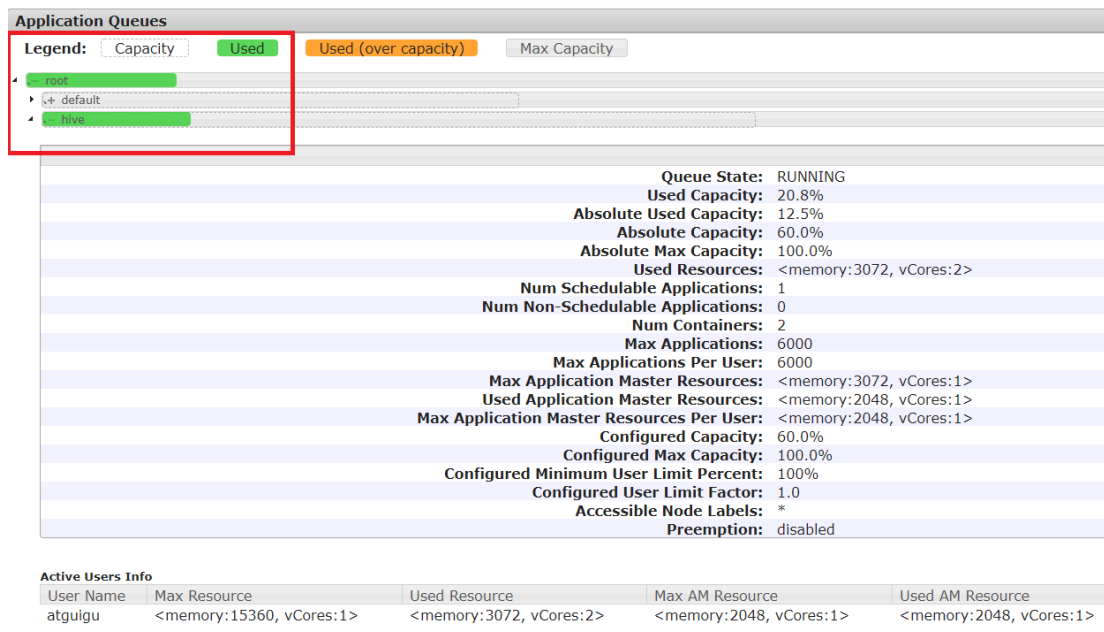 Application Queues
Legend: Capacity Used Used (over capacity) Max Capacity
- root
+ default
- hive
Queue State: RUNNING
Used Capacity: 20.8%
Absolute Used Capacity: 12.5%
Absolute Capacity: 60.0%
Absolute Max Capacity: 100.0%
Used Resources: <memory:3072, vCores:2>
Num Schedulable Applications: 1
Num Non-Schedulable Applications: 0
Num Containers: 2
Max Applications: 6000
Max Applications Per User: 6000
Max Application Master Resources: <memory:3072, vCores:1>
Used Application Master Resources: <memory:2048, vCores:1>
Max Application Master Resources Per User: <memory:2048, vCores:1>
Configured Capacity: 60.0%
Configured Max Capacity: 100.0%
Configured Minimum User Limit Percent: 100%
Configured User Limit Factor: 1.0
Accessible Node Labels: *
Preemption: disabled
Active Users Info
User Name Max Resource Used Resource Max AM Resource Used AM Resource
atguigu <memory:15360, vCores:1> <memory:3072, vCores:2> <memory:2048, vCores:1> <memory:2048, vCores:1>